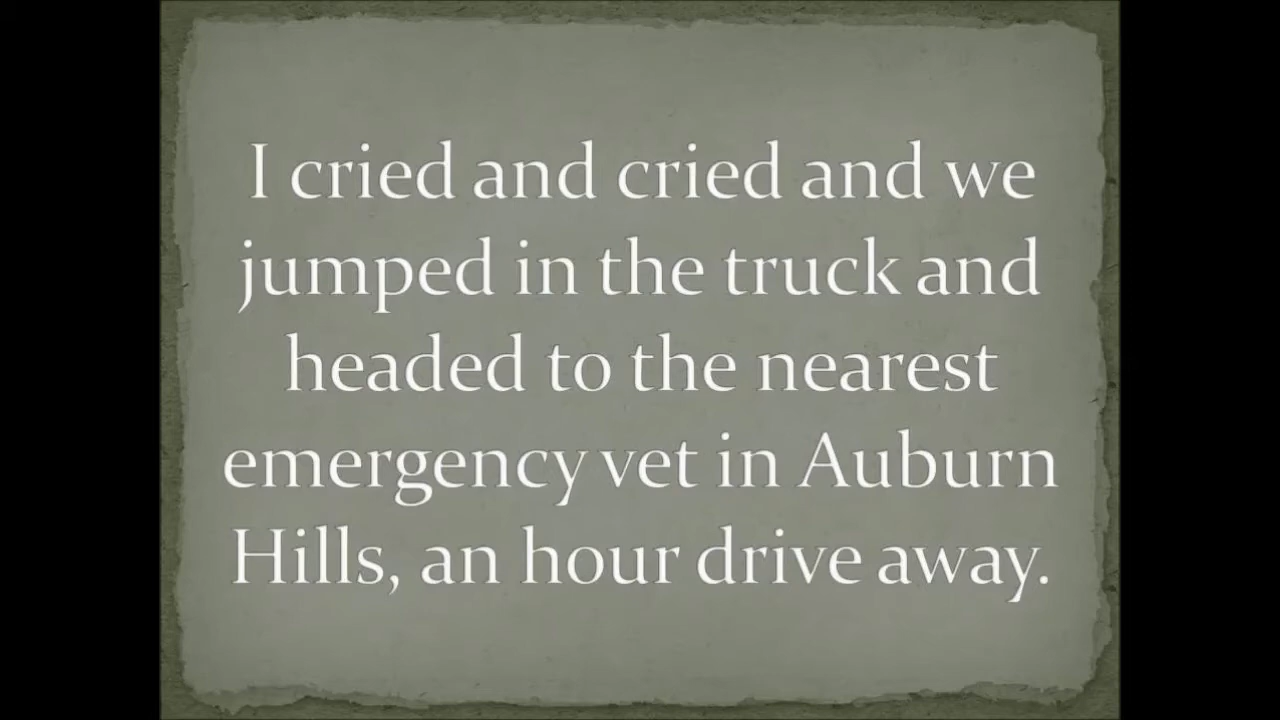 I cried and cried and we
jumped in the truck and
headed to the nearest
emergency vet in Auburn
Hills, an hour drive away.